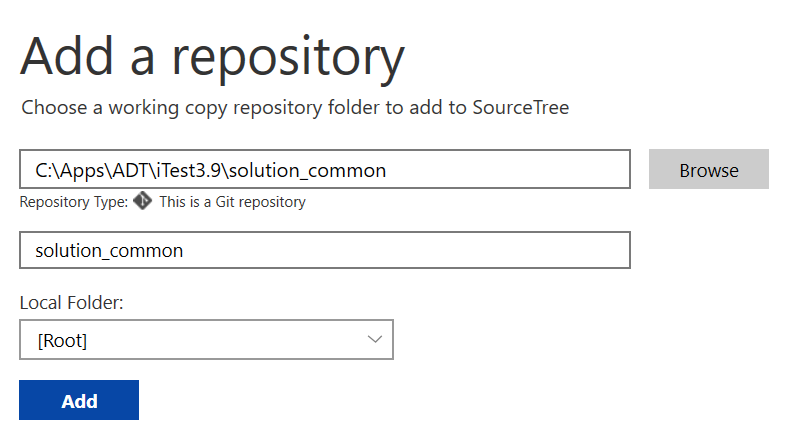 Add a repository
Choose a working copy repository folder to add to SourceTree
C:\Apps\ADT\iTest3.9\solution_common
Browse
Repository Type: This is a Git repository
solution_common
Local Folder:
[Root]
Add